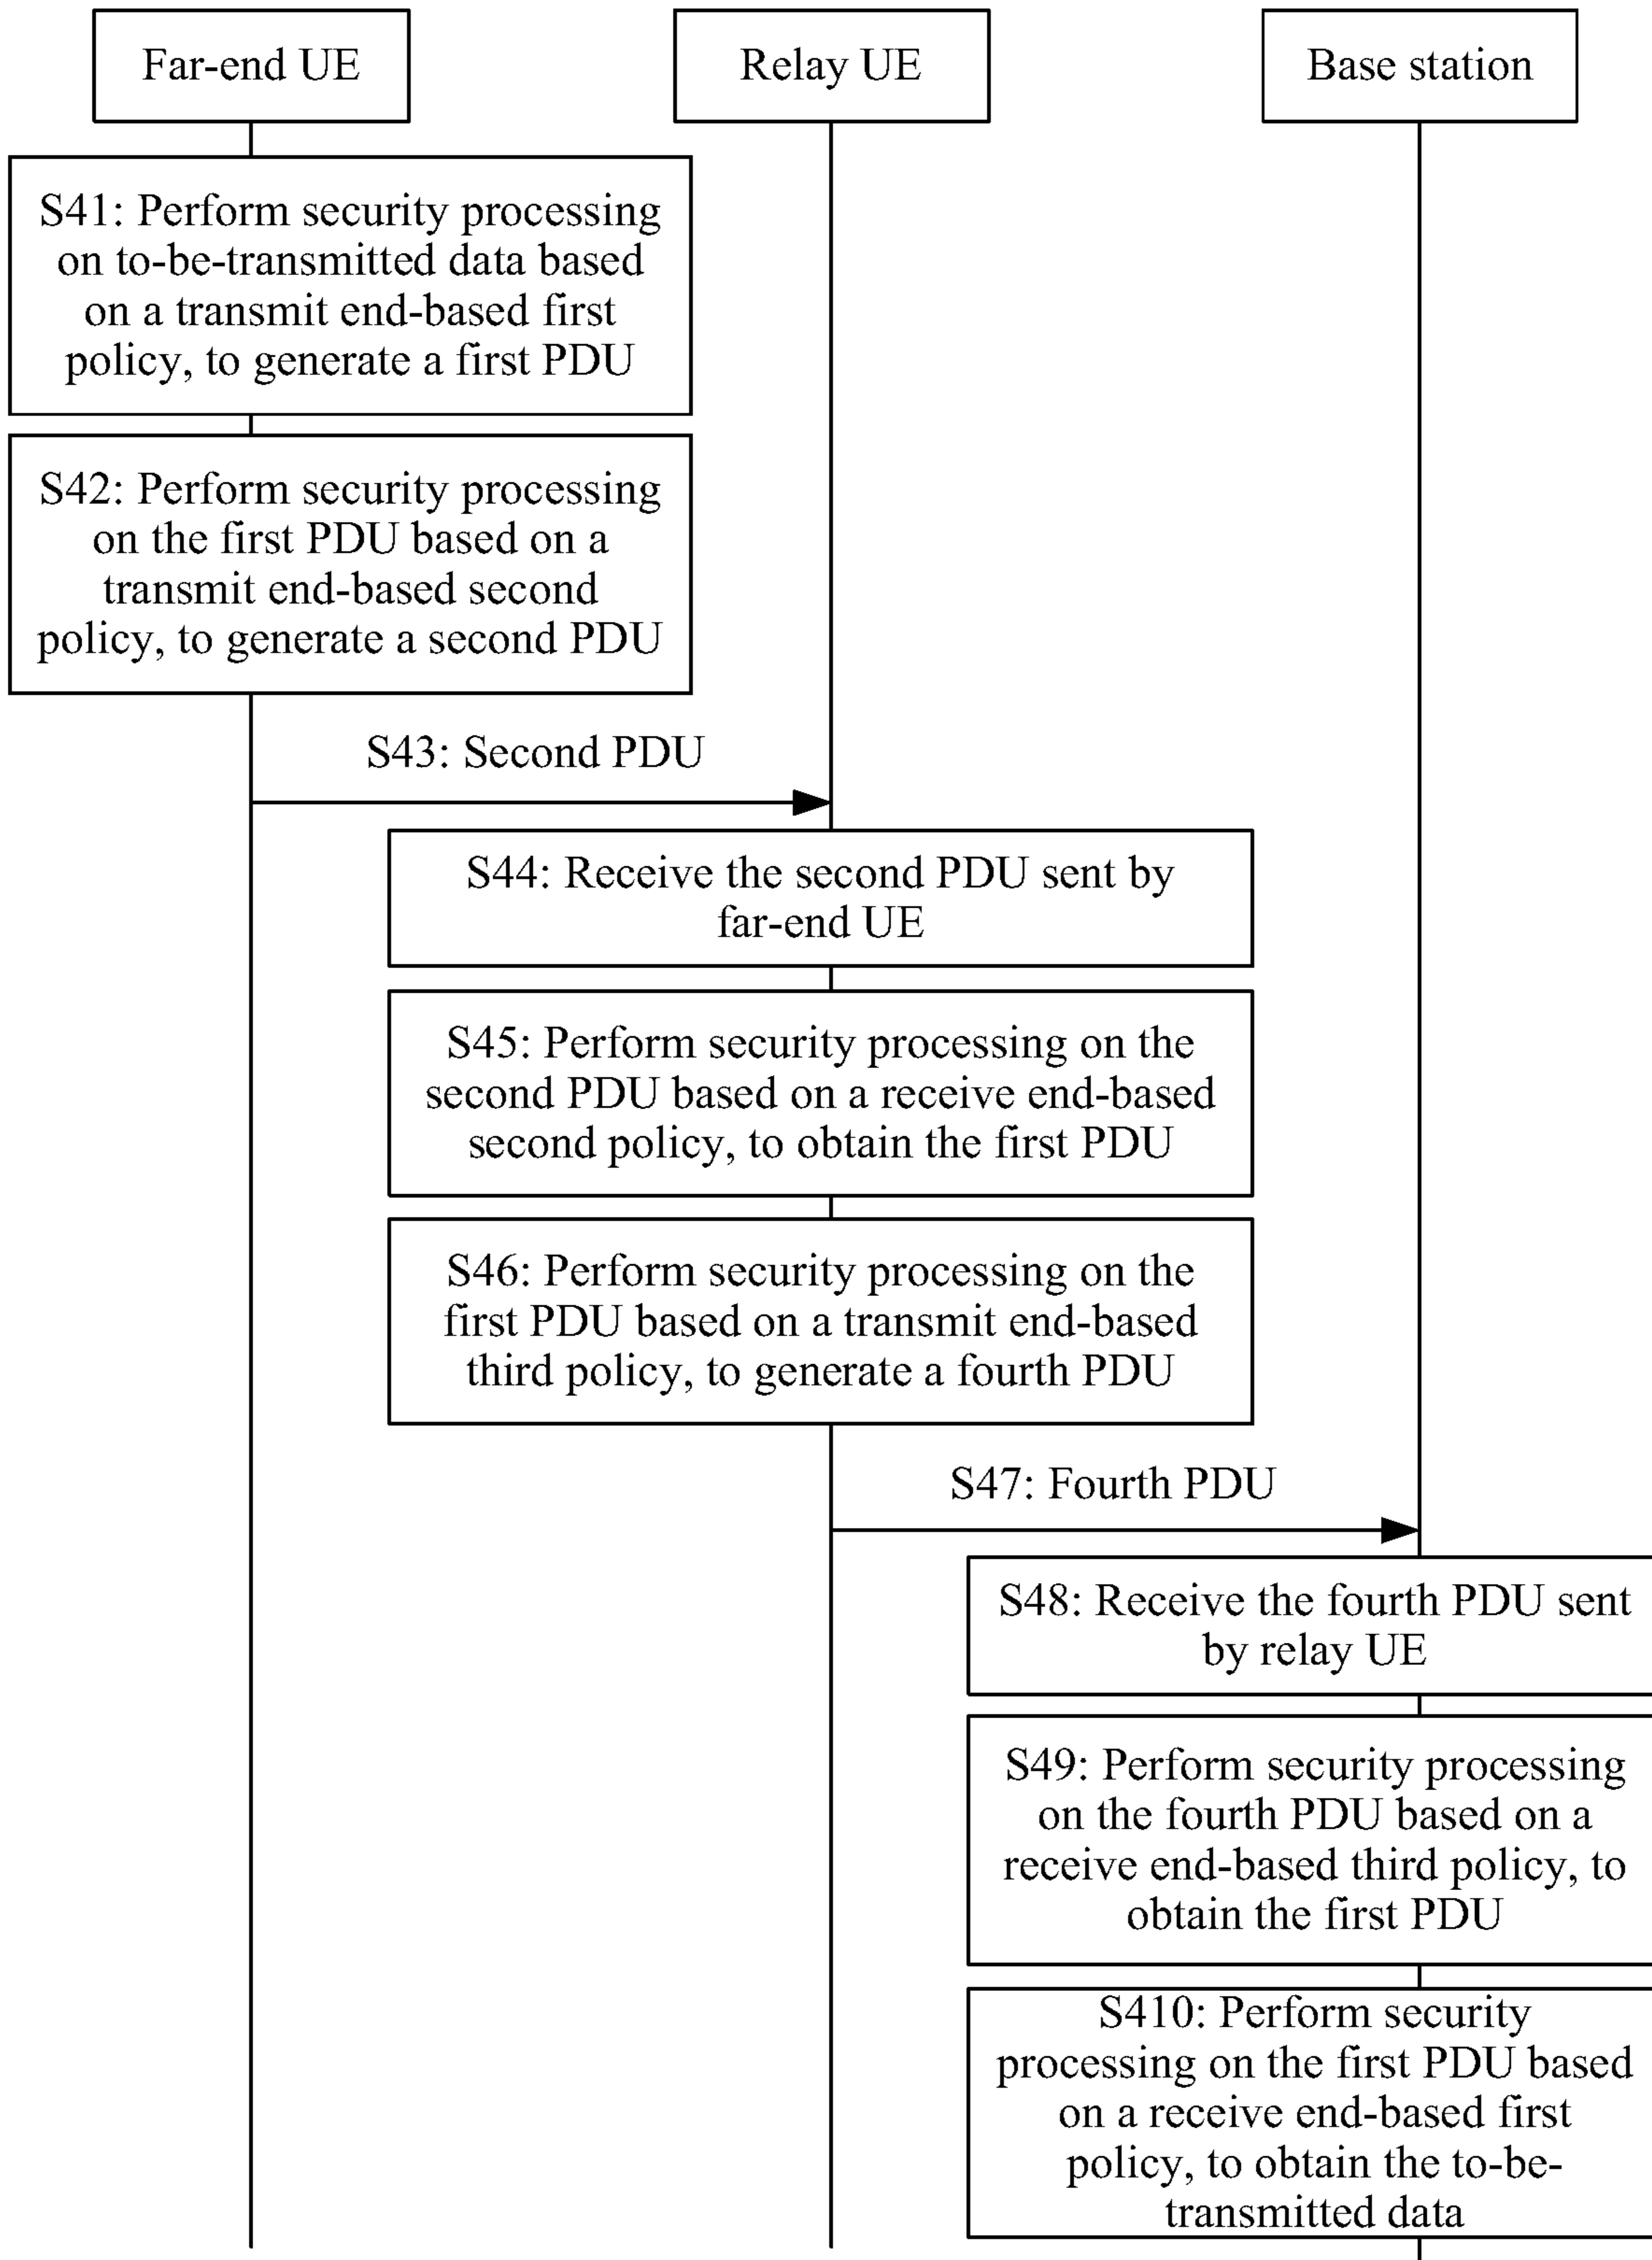 Far-end UE
Relay UE
Base station
S41: Perform security processing
on to-be-transmitted data based
on a transmit end-based first
policy, to generate a first PDU
S42: Perform security processing
on the first PDU based on a
transmit end-based second
policy, to generate a second PDU
S43: Second PDU
S44: Receive the second PDU sent by
far-end UE
S45: Perform security processing on the
second PDU based on a receive end-based
second policy, to obtain the first PDU
S46: Perform security processing on the
first PDU based on a transmit end-based
third policy, to generate a fourth PDU
S47: Fourth PDU
S48: Receive the fourth PDU sent
by relay UE
S49: Perform security processing
on the fourth PDU based on a
receive end-based third policy, to
obtain the first PDU
S410: Perform security
processing on the first PDU based
on a receive end-based first
policy, to obtain the to-be-
transmitted data